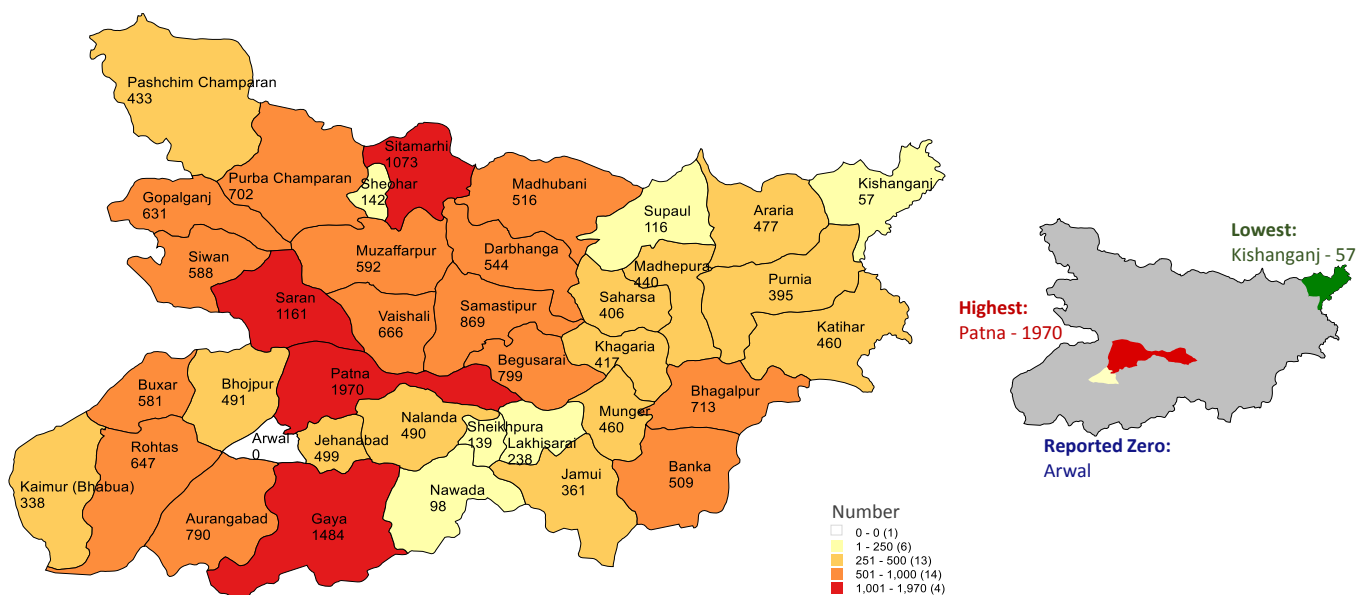 Pashchim Champaran
433
Sitamarhi
1073
Purba Champaran
702
Sheohar
142
Madhubani
516
Kishanganj
57
Gopalganj
631
Supaul
116
Araria
477
Siwan
588
Muzaffarpur
592
Darbhanga
544
Madhepura
440
Purnia
395
Saran
1161
Vaishali
666
Samastipur
869
Saharsa
406
Katihar
460
Khagaria
417
Begusarai
799
Patna
1970
Buxar
581
Bhojpur
491
Bhagalpur
713
Nalanda
490
Munger
460
Sheikhpura
139
Lakhisarai
238
Arwal
0
Jehanabad
499
Rohtas
647
Banka
509
Jamui
361
Kaimur (Bhabua)
338
Nawada
98
Aurangabad
790
Gaya
1484
Number
0 - 0 (1)
1 - 250 (6)
251 - 500 (13)
501 - 1,000 (14)
1,001 - 1,970 (4)
Lowest:
Kishanganj - 57
Highest:
Patna - 1970
Reported Zero:
Arwal